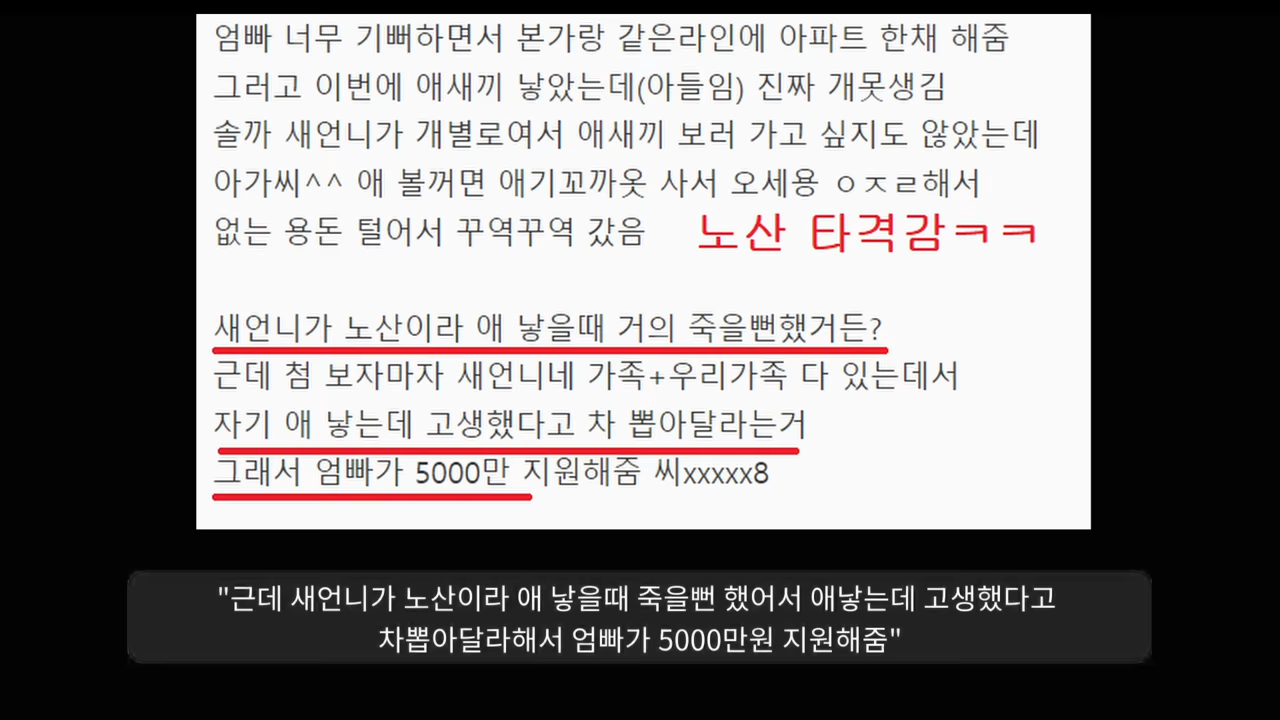 엄빠 너무 기뻐하면서 본가랑 같은라인에 아파트 한채 해줌
그러고 이번에 애새끼 낳았는데(아들임) 진짜 개못생김
솔까 새언니가 개별로여서 애새끼 보러 가고 싶지도 않았는데
아가씨^^ 애 볼꺼면 애기꼬까옷 사서 오세용 ㅇㅈㄹ해서
없는 용돈 털어서 꾸역꾸역 갔음
노산 타격감ㅋㅋ
새언니가 노산이라 애 낳을때 거의 죽을뻔했거든?
근데 첨 보자마자 새언니네 가족+우리가족 다 있는데서
자기 애 낳는데 고생했다고 차 뽑아달라는거
그래서 엄빠가 5000만 지원해줌 씨xxxxx8
"근데 새언니가 노산이라 애 낳을때 죽을뻔 했어서 애낳는데 고생했다고
차뽑아달라해서 엄빠가 5000만원 지원해줌"